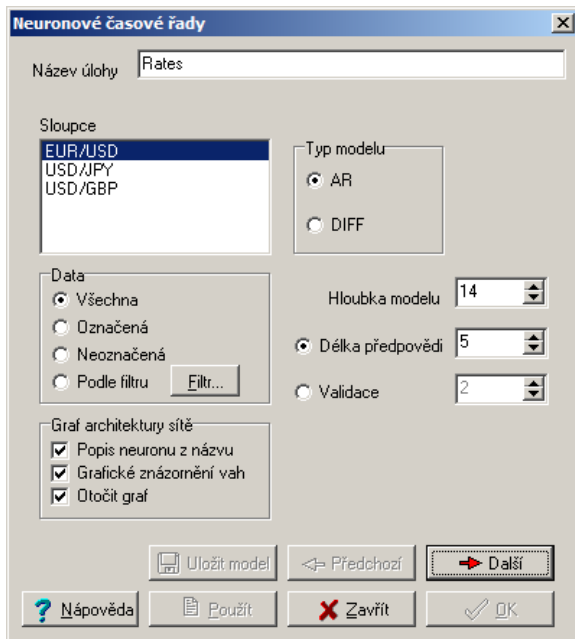 Neuronové časové řady
Název úlohy Rates
Sloupce
EUR/USD
USD/JPY
USD/GBP
Typ modelu
AR
DIFF
Data
Všechna
Označená
Neoznačená
Podle filtru Filtr...
Hloubka modelu 14
Délka předpovědi 5
Validace 2
Graf architektury sítě
Popis neuronu z názvu
Grafické znázornění vah
Otočit graf
Uložit model Předchozí Další
Nápověda Použít Zavřít OK